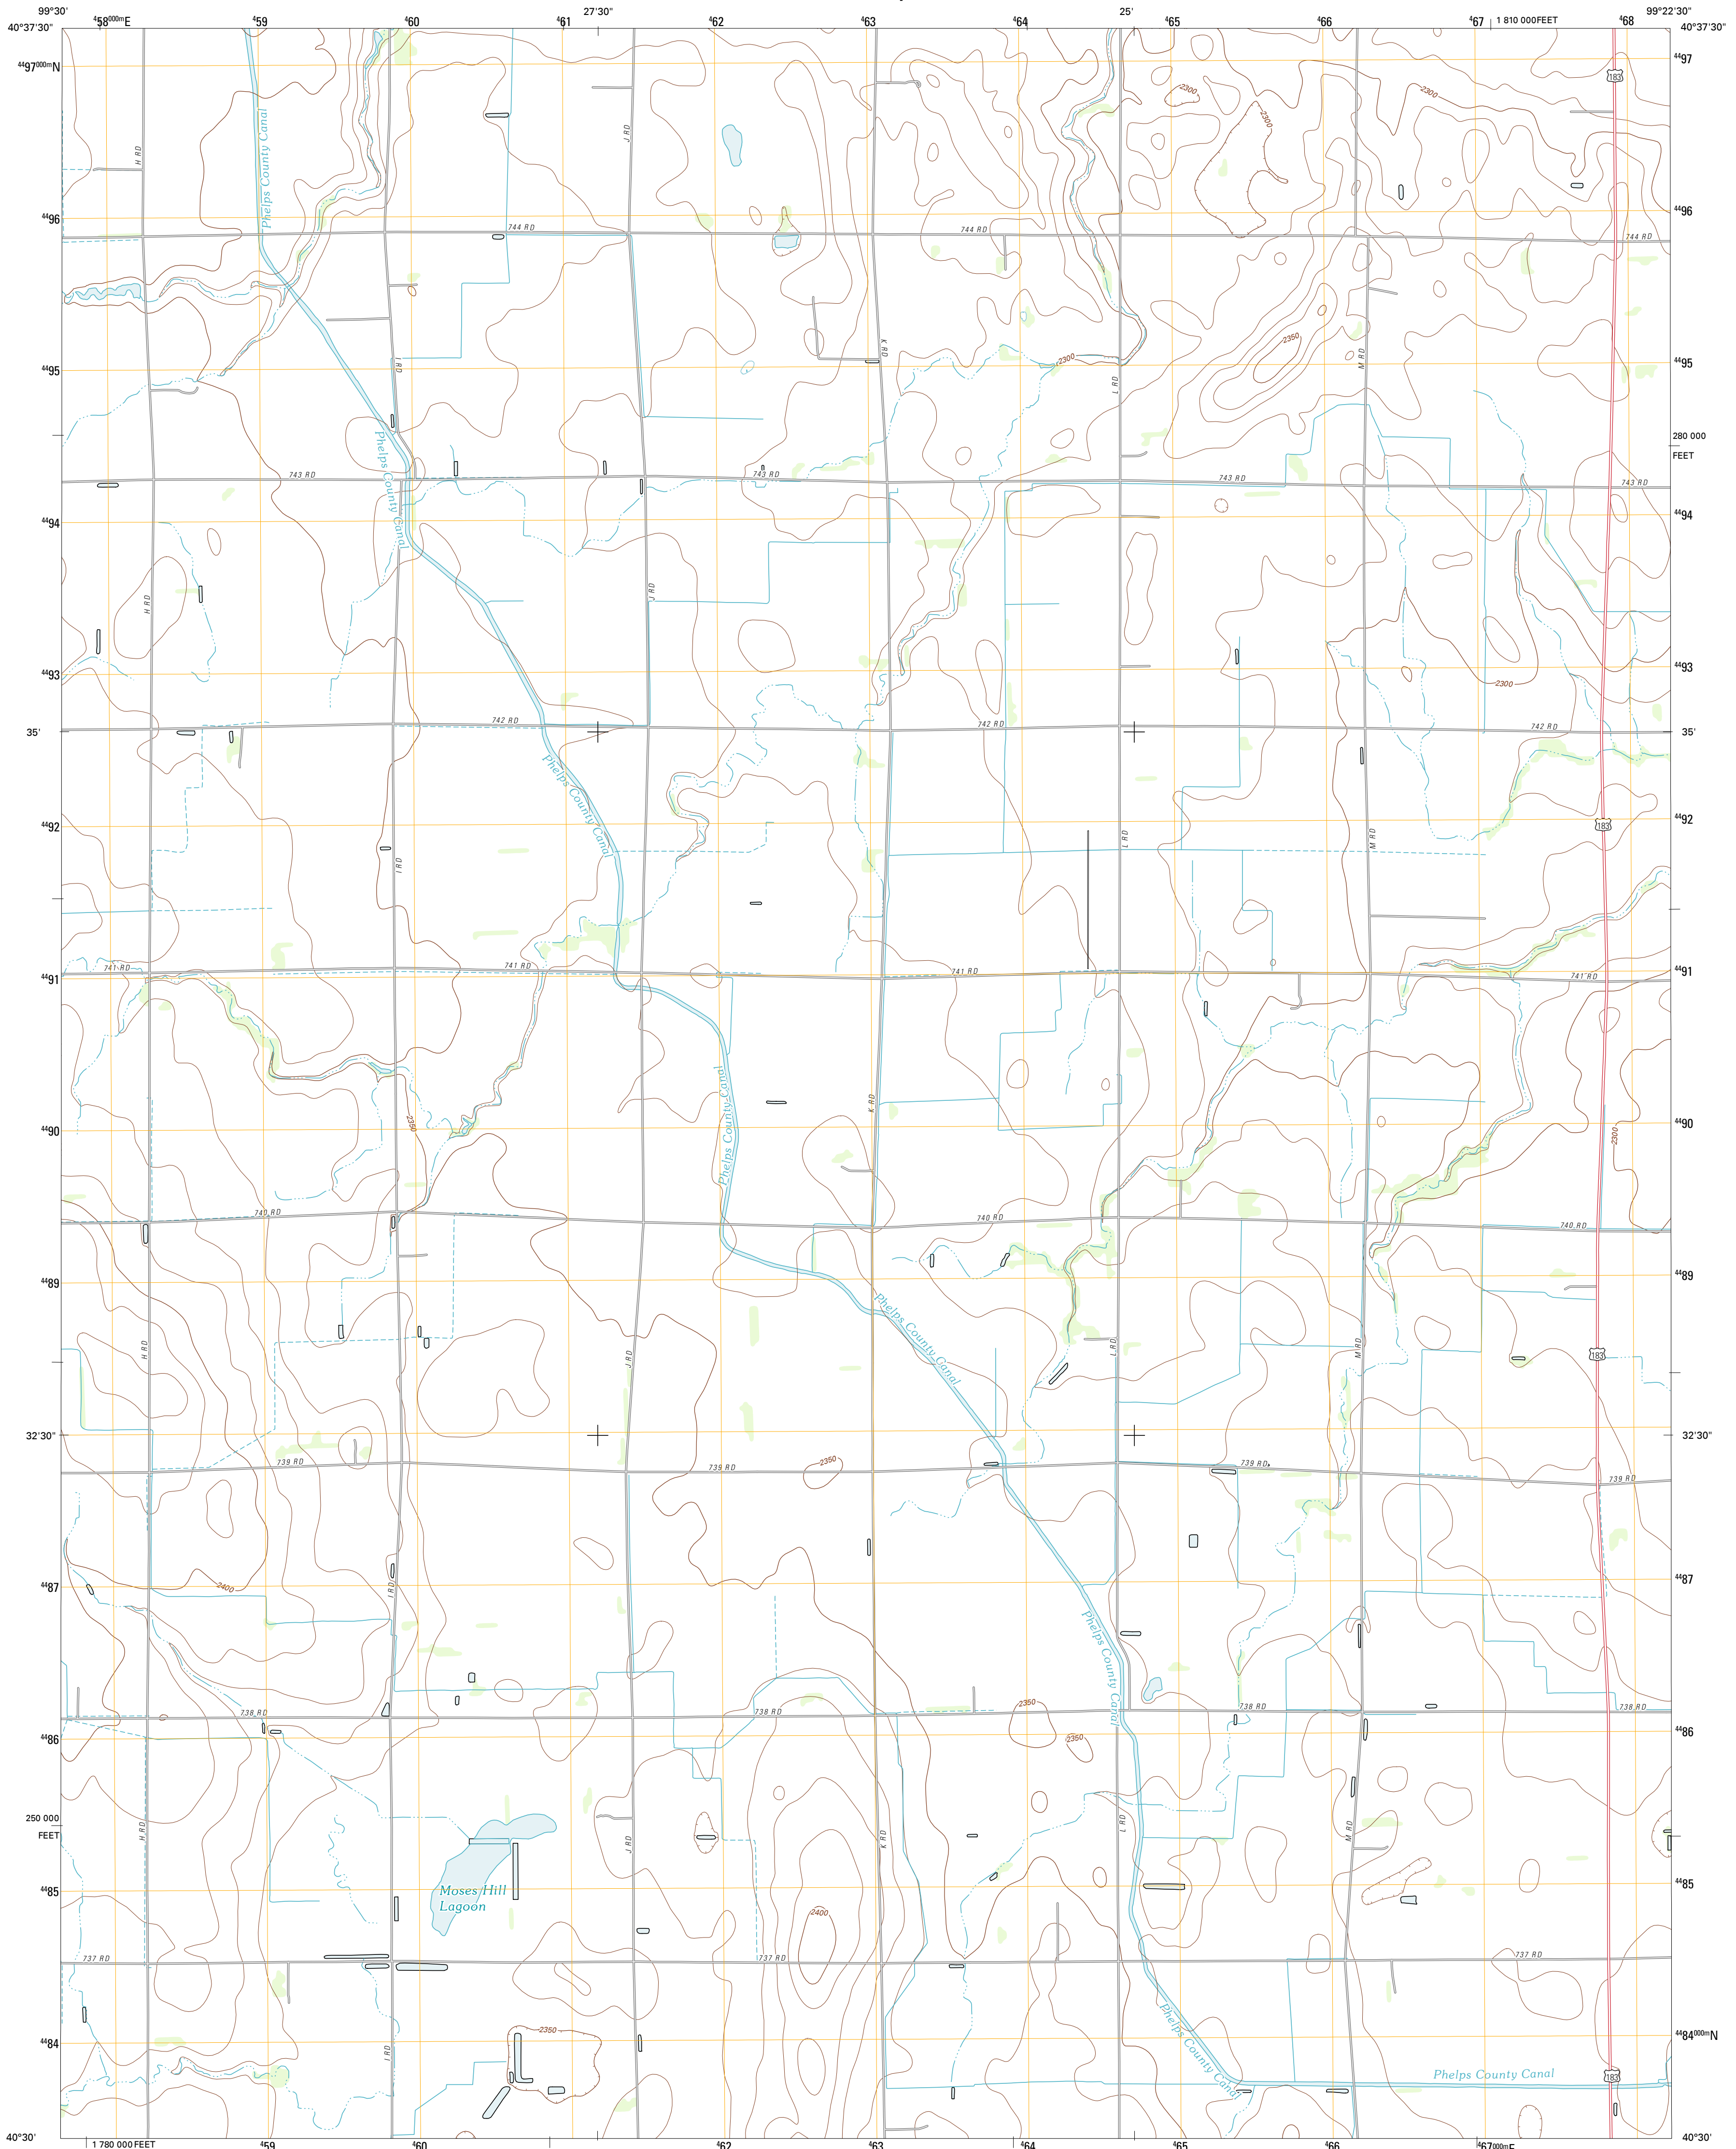 99°30' ⁴58⁰⁰⁰ᵐE ⁴59 ⁴60 ⁴61 27'30" ⁴62 ⁴63 ⁴64 25' ⁴65 ⁴66 ⁴67 1 810 000 FEET ⁴68 99°22'30"
40°37'30" 40°37'30"
⁴⁴97⁰⁰⁰ᵐN ⁴⁴97
183
2300 2300 2300
Phelps County Canal
H RD J RD
⁴⁴96 ⁴⁴96
744 RD 744 RD 744 RD
2350
I RD K RD 2300 L RD M RD
⁴⁴95 ⁴⁴95
280 000
FEET
Phelps County Canal
743 RD 743 RD 743 RD 743 RD
⁴⁴94 ⁴⁴94
H RD J RD
⁴⁴93 ⁴⁴93
2300
742 RD 742 RD 742 RD
35' 35'
Phelps County Canal
⁴⁴92 ⁴⁴92
183
I RD L RD M RD
741 RD 741 RD 741 RD 741 RD
⁴⁴91 ⁴⁴91
Phelps County Canal
2350 K RD
⁴⁴90 ⁴⁴90
2300
740 RD 740 RD 740 RD
⁴⁴89 ⁴⁴89
Phelps County Canal
H RD J RD L RD M RD
183
32'30" 32'30"
739 RD 739 RD 2350 739 RD 739 RD
⁴⁴87 ⁴⁴87
2400 I RD
Phelps County Canal
738 RD 738 RD 2350 738 RD 738 RD
⁴⁴86 2350 ⁴⁴86
250 000
FEET
H RD J RD K RD L RD M RD
⁴⁴85 ⁴⁴85
Moses Hill
Lagoon
2400
737 RD 737 RD 737 RD
⁴⁴84 ⁴⁴84⁰⁰⁰ᵐN
I RD 2350
Phelps County Canal
Phelps County Canal
183
40°30' 40°30'
1 780 000 FEET ⁴59 ⁴60 ⁴62 ⁴63 ⁴64 ⁴65 ⁴66 ⁴67⁰⁰⁰ᵐE